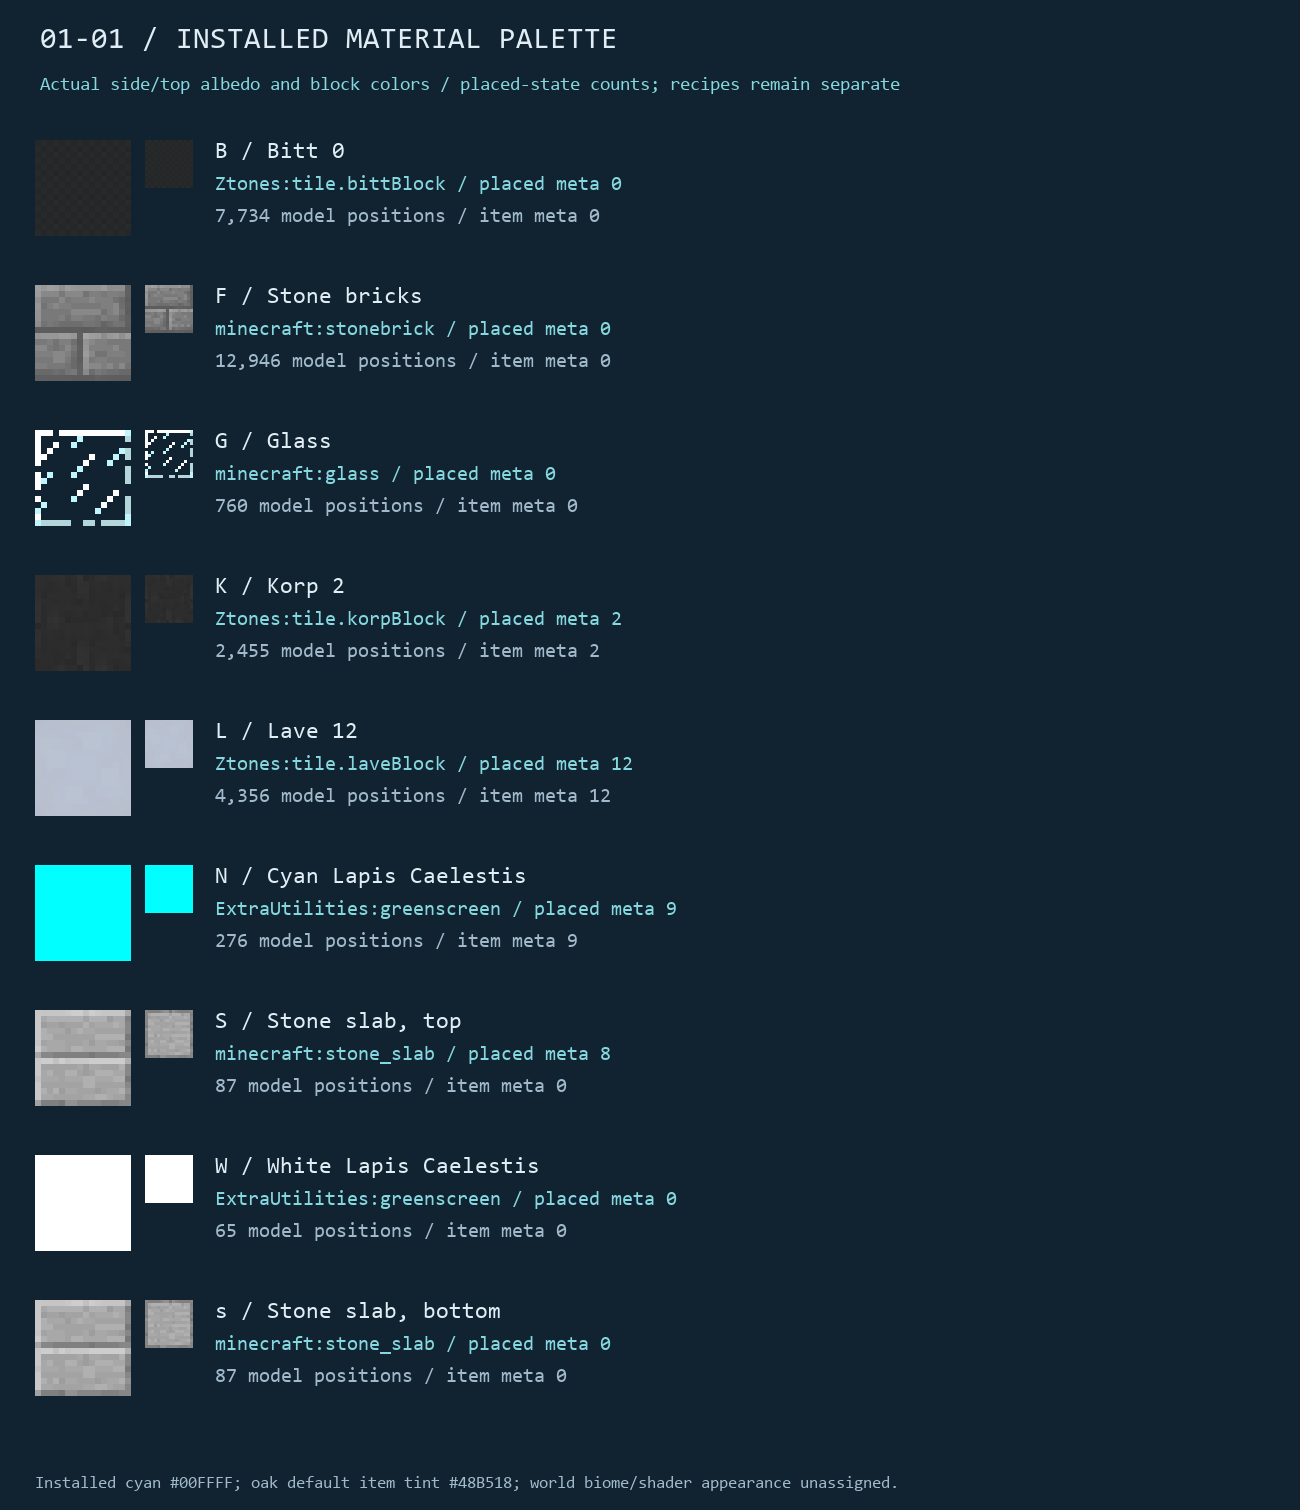 01-01 / INSTALLED MATERIAL PALETTE
Actual side/top albedo and block colors / placed-state counts; recipes remain separate
B / Bitt 0
Ztones:tile.bittBlock / placed meta 0
7,734 model positions / item meta 0
F / Stone bricks
minecraft:stonebrick / placed meta 0
12,946 model positions / item meta 0
G / Glass
minecraft:glass / placed meta 0
760 model positions / item meta 0
K / Korp 2
Ztones:tile.korpBlock / placed meta 2
2,455 model positions / item meta 2
L / Lave 12
Ztones:tile.laveBlock / placed meta 12
4,356 model positions / item meta 12
N / Cyan Lapis Caelestis
ExtraUtilities:greenscreen / placed meta 9
276 model positions / item meta 9
S / Stone slab, top
minecraft:stone_slab / placed meta 8
87 model positions / item meta 0
W / White Lapis Caelestis
ExtraUtilities:greenscreen / placed meta 0
65 model positions / item meta 0
s / Stone slab, bottom
minecraft:stone_slab / placed meta 0
87 model positions / item meta 0
Installed cyan #00FFFF; oak default item tint #48B518; world biome/shader appearance unassigned.